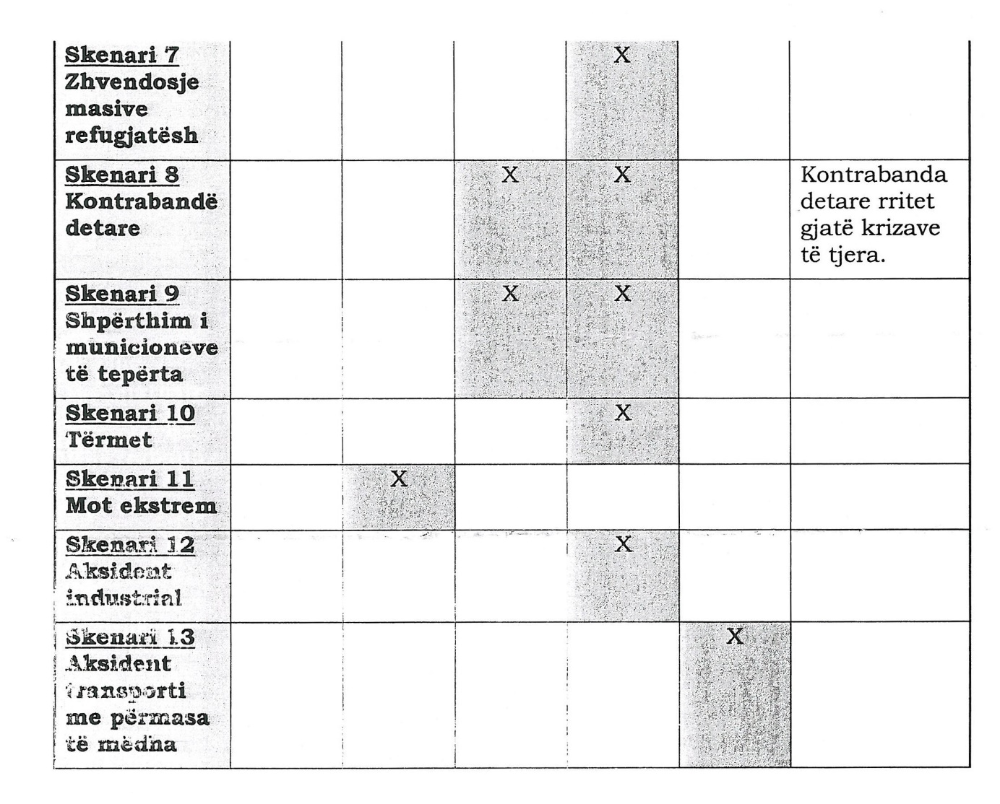 Skenari 7
Zhvendosje
masive
refugjatësh
X
Skenari 8
Kontrabandë
detare
X
X
Kontrabanda
detare rritet
gjatë krizave
të tjera.
Skenari 9
Shpërthim i
municioneve
të tepërta
X
X
Skenari 10
Tërmet
X
Skenari 11
Mot ekstrem
X
Skenari 12
Aksident
industrial
X
Skenari 13
Aksident
transporti
me përmasa
të mëdha
X